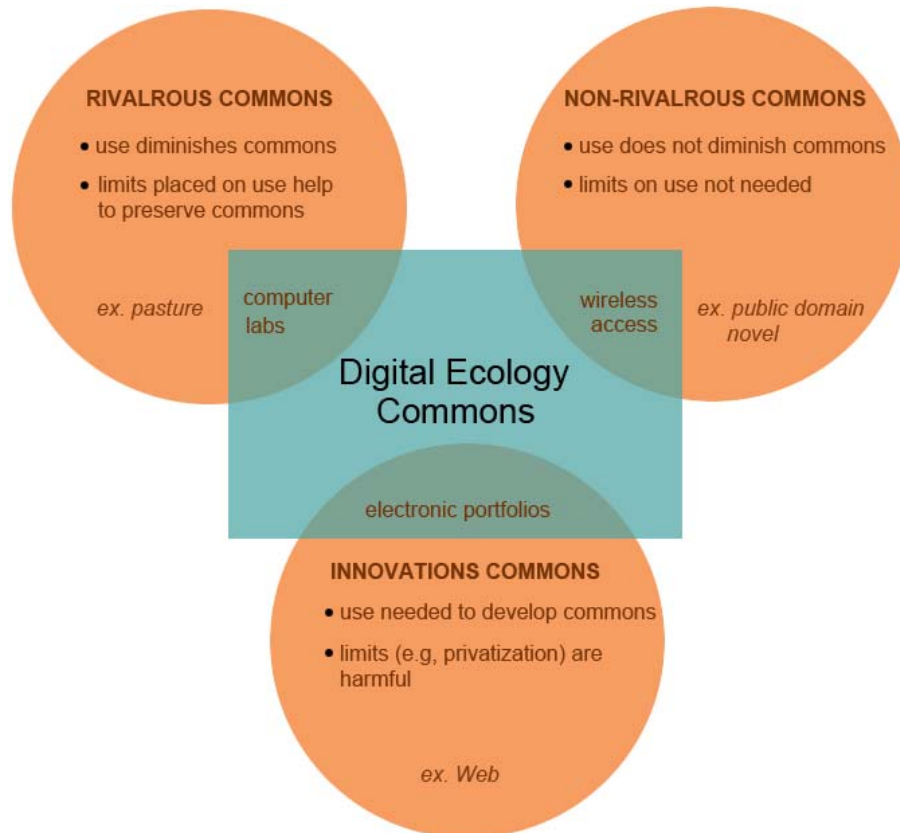 RIVALROUS COMMONS
• use diminishes commons
• limits placed on use help
to preserve commons
ex. pasture
computer
labs
NON-RIVALROUS COMMONS
• use does not diminish commons
• limits on use not needed
wireless
access
ex. public domain
novel
Digital Ecology
Commons
electronic portfolios
INNOVATIONS COMMONS
• use needed to develop commons
• limits (e.g, privatization) are
harmful
ex. Web